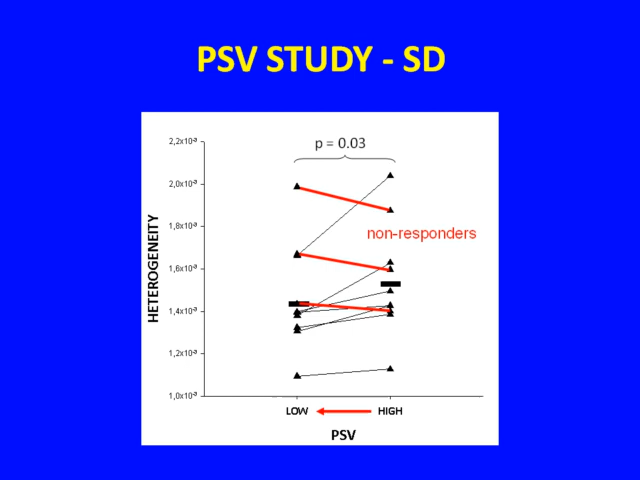 PSV STUDY - SD
p = 0.03
2,2x10-3
2,0x10-3
1,8x10-3
1,6x10-3
1,4x10-3
1,2x10-3
1,0x10-3
HETEROGENEITY
non-responders
LOW HIGH
PSV